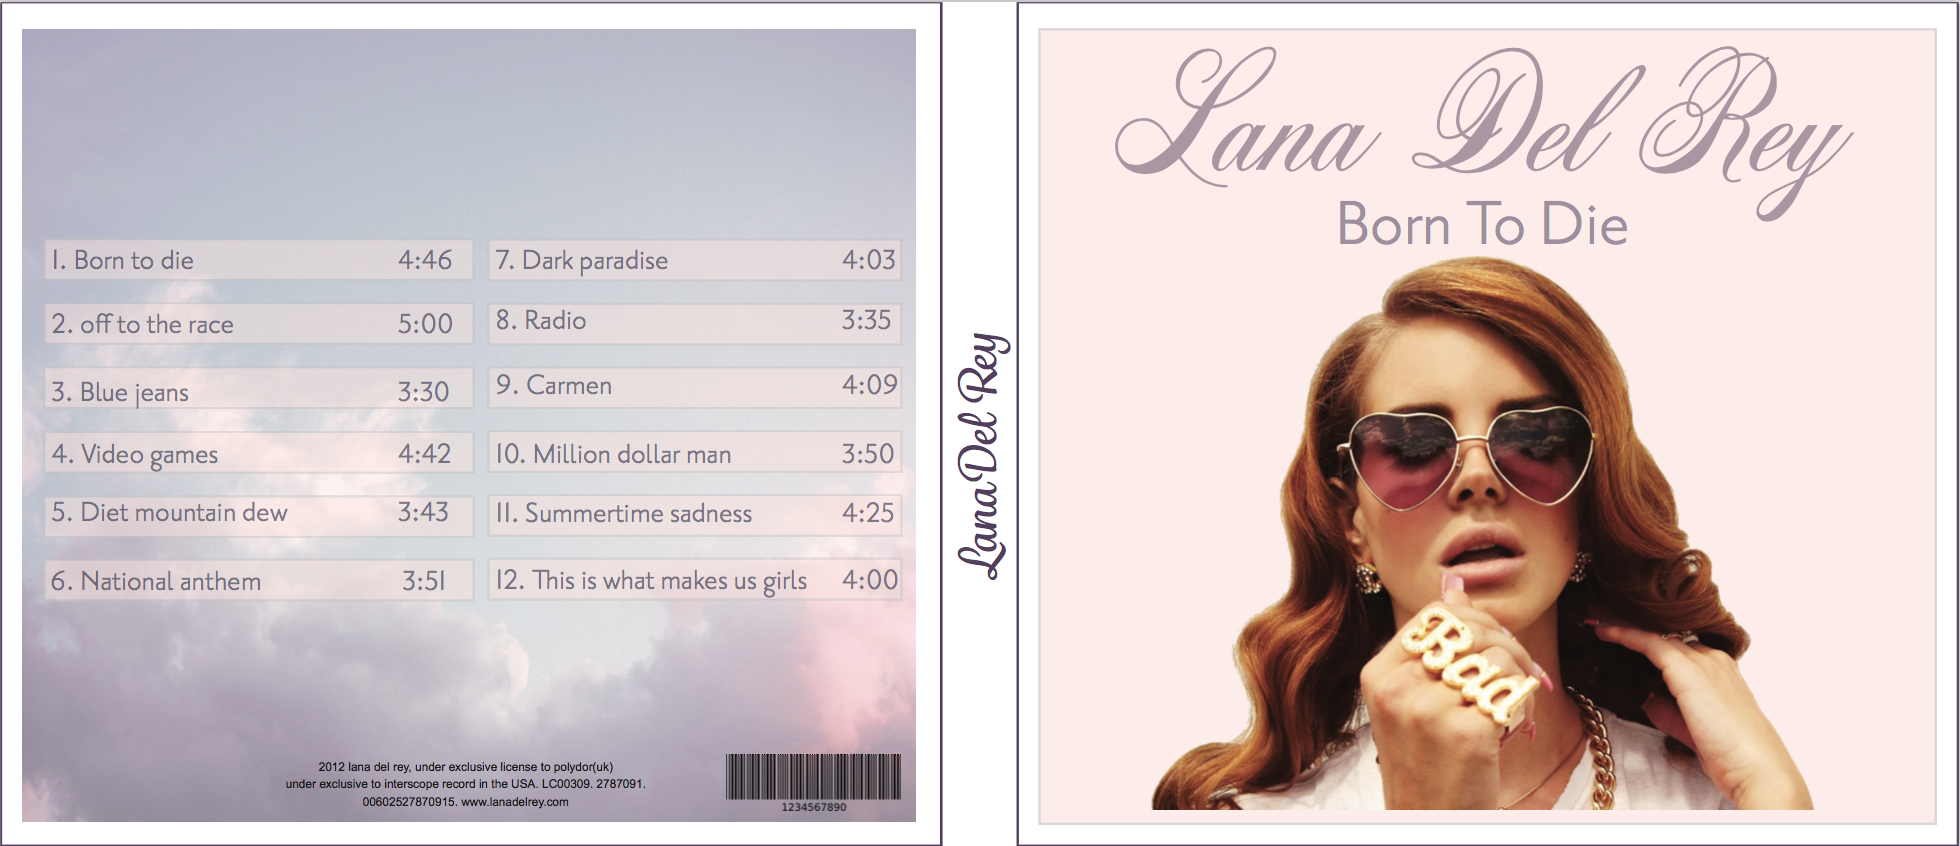 1. Born to die 4:46
2. off to the race 5:00
3. Blue jeans 3:30
4. Video games 4:42
5. Diet mountain dew 3:43
6. National anthem 3:51
7. Dark paradise 4:03
8. Radio 3:35
9. Carmen 4:09
10. Million dollar man 3:50
11. Summertime sadness 4:25
12. This is what makes us girls 4:00
2012 lana del rey, under exclusive license to polydor(uk)
under exclusive to interscope record in the USA. LC00309. 2787091.
00602527870915. www.lanadelrey.com
1234567890
Lana Del Rey
Lana Del Rey
Born To Die
Bad